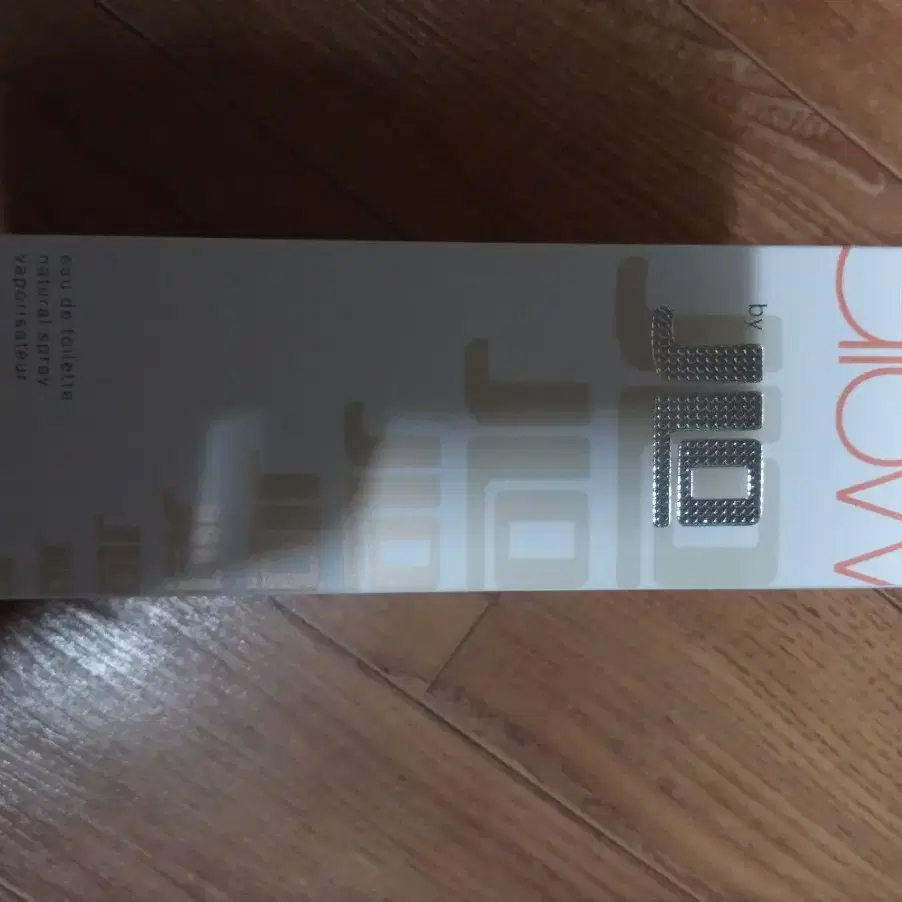 glow
by
JLO
eau de toilette
natural spray
vaporisateur